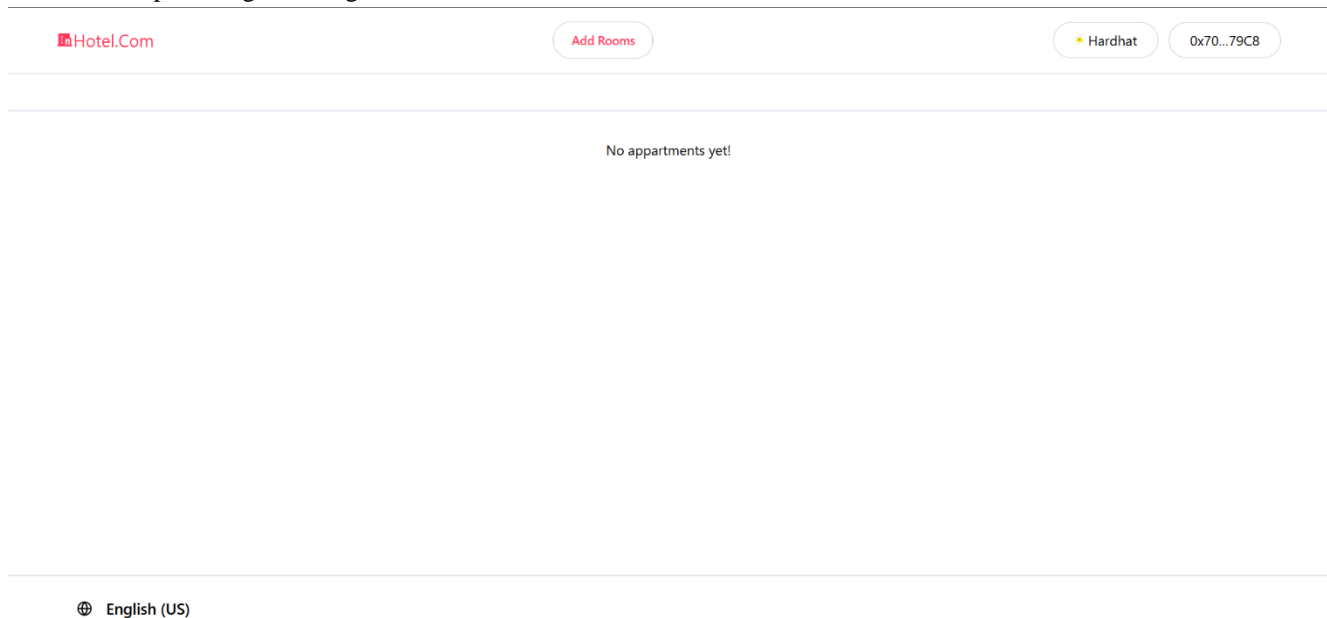 Hotel.Com
Add Rooms
Hardhat
0x70...79C8
No appartments yet!
English (US)